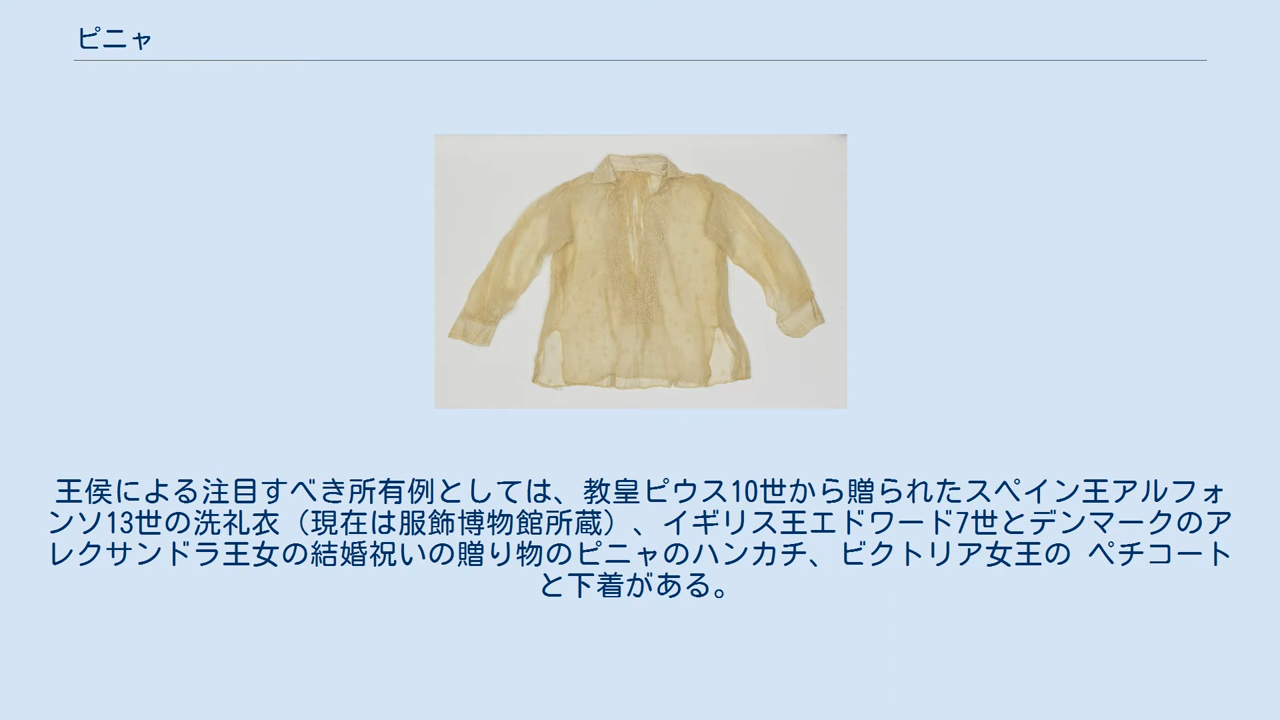 ピニャ
王侯による注目すべき所有例としては、教皇ピウス10世から贈られたスペイン王アルフォ
ンソ13世の洗礼衣（現在は服飾博物館所蔵）、イギリス王エドワード7世とデンマークのア
レクサンドラ王女の結婚祝いの贈り物のピニャのハンカチ、ビクトリア女王の ペチコート
と下着がある。